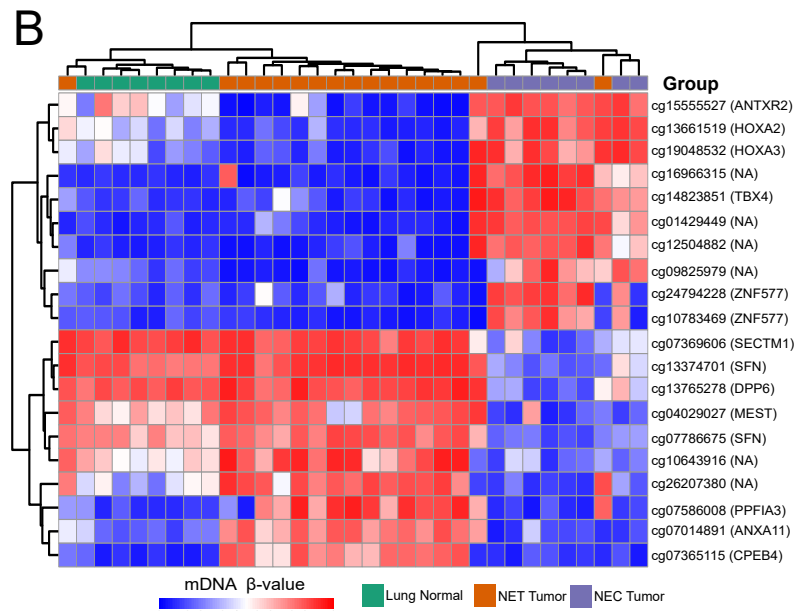 B
Group
cg15555527 (ANTXR2)
cg13661519 (HOXA2)
cg19048532 (HOXA3)
cg16966315 (NA)
cg14823851 (TBX4)
cg01429449 (NA)
cg12504882 (NA)
cg09825979 (NA)
cg24794228 (ZNF577)
cg10783469 (ZNF577)
cg07369606 (SECTM1)
cg13374701 (SFN)
cg13765278 (DPP6)
cg04029027 (MEST)
cg07786675 (SFN)
cg10643916 (NA)
cg26207380 (NA)
cg07586008 (PPFIA3)
cg07014891 (ANXA11)
cg07365115 (CPEB4)
mDNA β-value
Lung Normal NET Tumor NEC Tumor